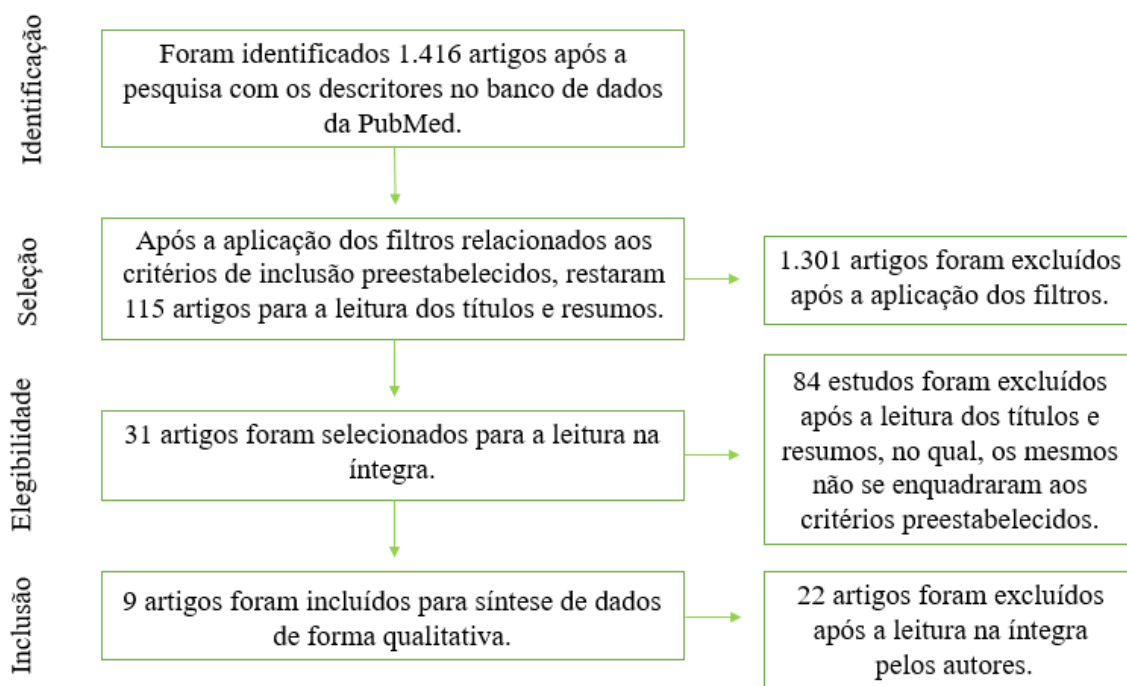 Identificação
Foram identificados 1.416 artigos após a
pesquisa com os descritores no banco de dados
da PubMed.
Seleção
Após a aplicação dos filtros relacionados aos
critérios de inclusão preestabelecidos, restaram
115 artigos para a leitura dos títulos e resumos.
1.301 artigos foram excluídos
após a aplicação dos filtros.
Elegibilidade
31 artigos foram selecionados para a leitura na
íntegra.
84 estudos foram excluídos
após a leitura dos títulos e
resumos, no qual, os mesmos
não se enquadraram aos
critérios preestabelecidos.
Inclusão
9 artigos foram incluídos para síntese de dados
de forma qualitativa.
22 artigos foram excluídos
após a leitura na íntegra
pelos autores.